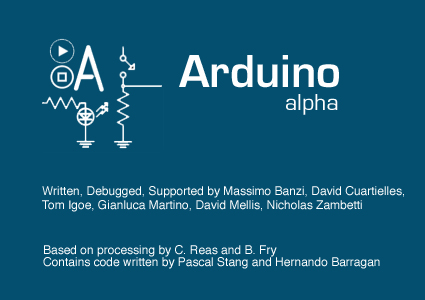 A
Arduino
alpha
Written, Debugged, Supported by Massimo Banzi, David Cuartielles,
Tom Igoe, Gianluca Martino, David Mellis, Nicholas Zambetti
Based on processing by C. Reas and B. Fry
Contains code written by Pascal Stang and Hernando Barragan